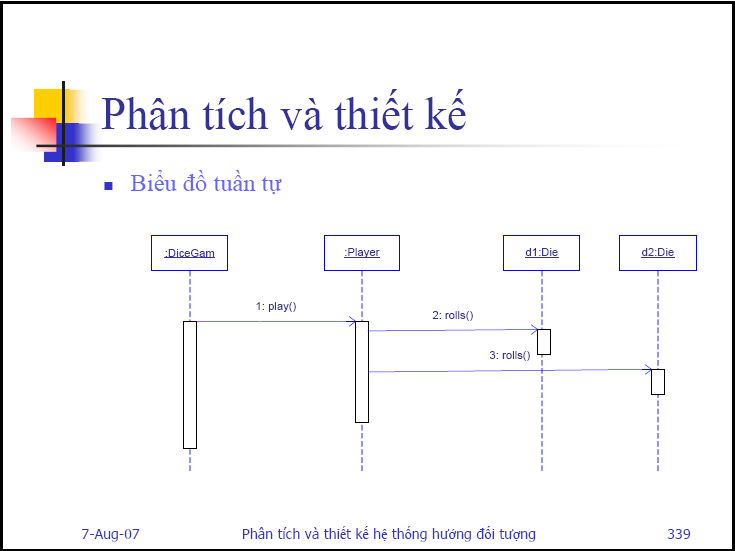 Phân tích và thiết kế
Biểu đồ tuần tự
:DiceGam
:Player
d1:Die
d2:Die
1: play()
2: rolls()
3: rolls()
7-Aug-07
Phân tích và thiết kế hệ thống hướng đối tượng
339